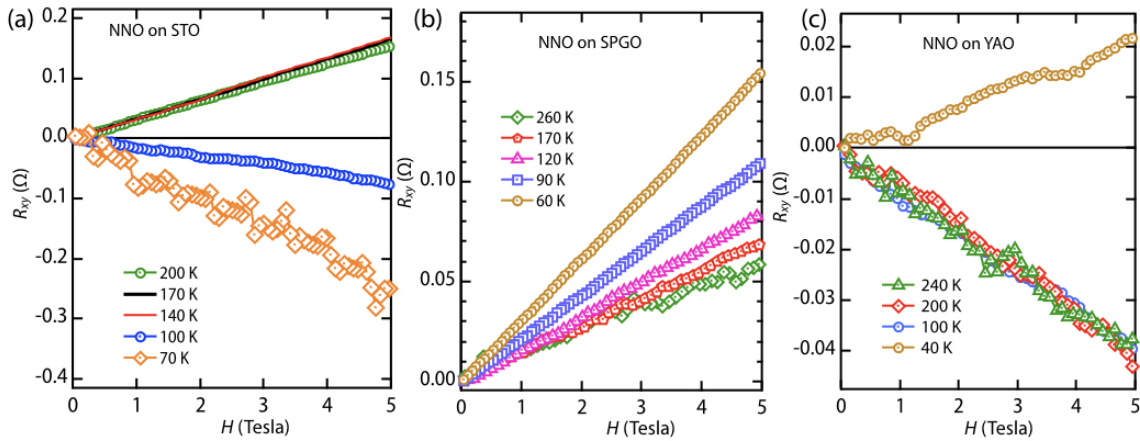 (a)
NNO on STO
0.2
0.1
0.0
-0.1
-0.2
-0.3
-0.4
Rxy (Ω)
200 K
170 K
140 K
100 K
70 K
0 1 2 3 4 5
H (Tesla)
(b)
NNO on SPGO
0.15
0.10
0.05
0.00
Rxy (Ω)
260 K
170 K
120 K
90 K
60 K
0 1 2 3 4 5
H (Tesla)
(c)
NNO on YAO
0.02
0.01
0.00
-0.01
-0.02
-0.03
-0.04
Rxy (Ω)
240 K
200 K
100 K
40 K
0 1 2 3 4 5
H (Tesla)